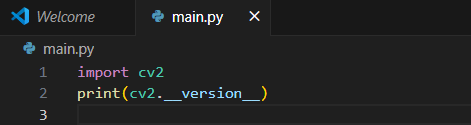 Welcome main.py
main.py
1 import cv2
2 print(cv2.__version__)
3